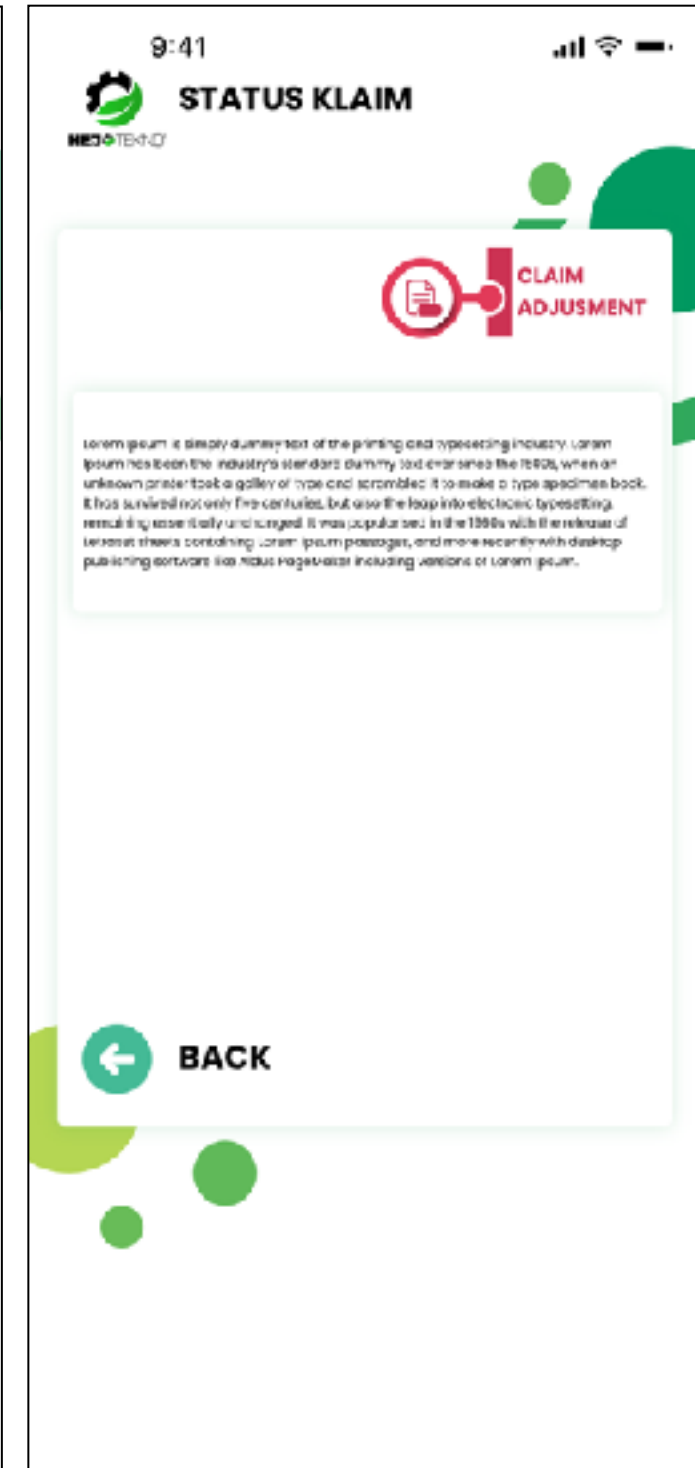 9:41
STATUS KLAIM
TEKNO
CLAIM
ADJUSMENT
Lorem Ipsum is simply dummy text of the printing and typesetting industry. Lorem
Ipsum has been the industry's standard dummy text ever since the 1500s, when an
unknown printer took a galley of type and scrambled it to make a type specimen book.
It has survived not only five centuries, but also the leap into electronic typesetting,
remaining essentially unchanged. It was popularised in the 1960s with the release of
Letraset sheets containing Lorem Ipsum passages, and more recently with desktop
publishing software like Aldus PageMaker including versions of Lorem Ipsum.
BACK